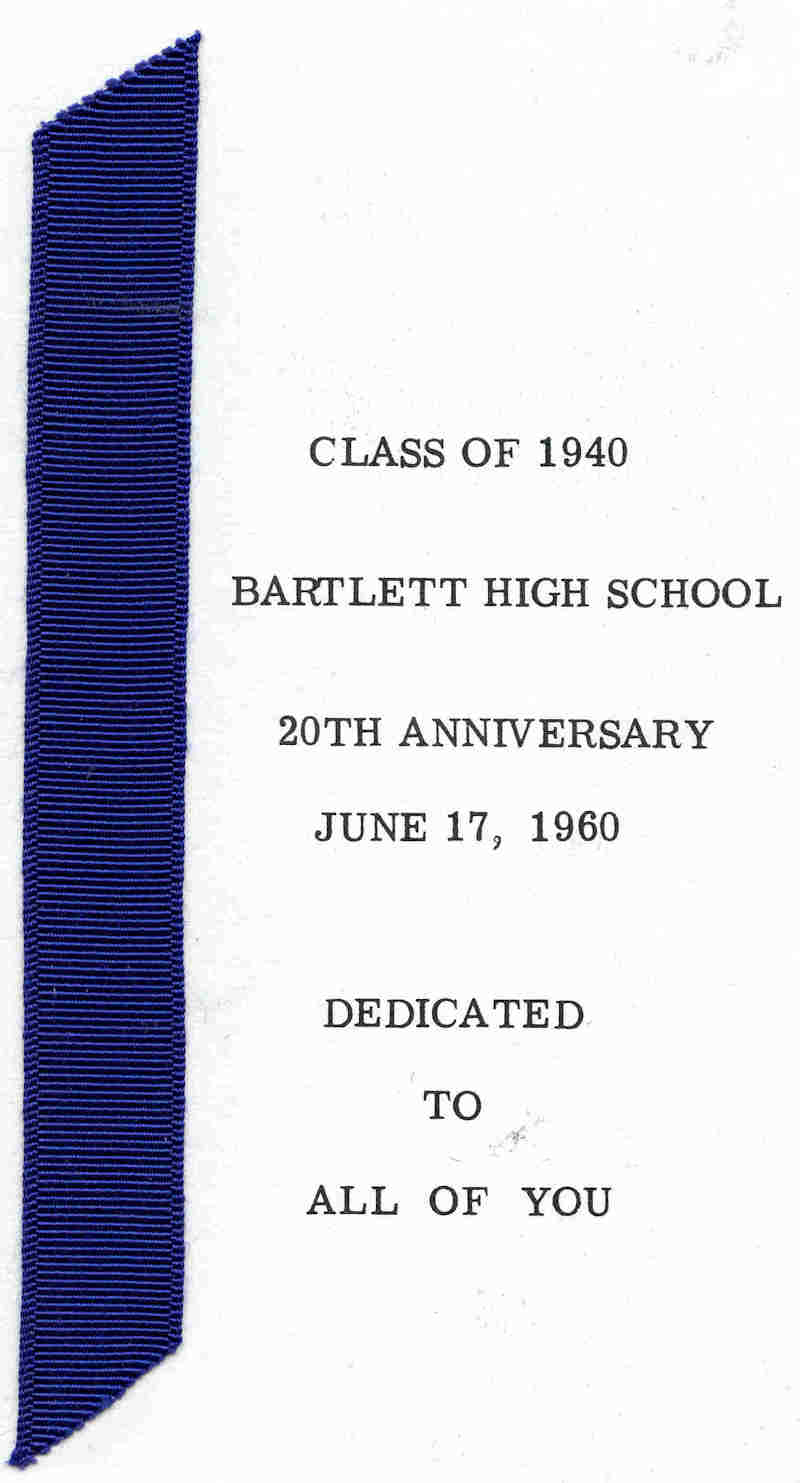 CLASS OF 1940
BARTLETT HIGH SCHOOL
20TH ANNIVERSARY
JUNE 17, 1960
DEDICATED
TO
ALL OF YOU